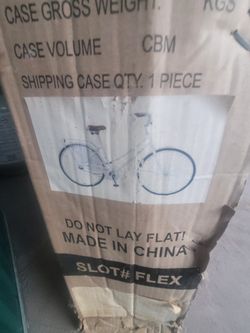 CASE GROSS WEIGHT: KGS
CASE VOLUME CBM
SHIPPING CASE QTY. 1 PIECE
DO NOT LAY FLAT!
MADE IN CHINA
SLOT# FLEX